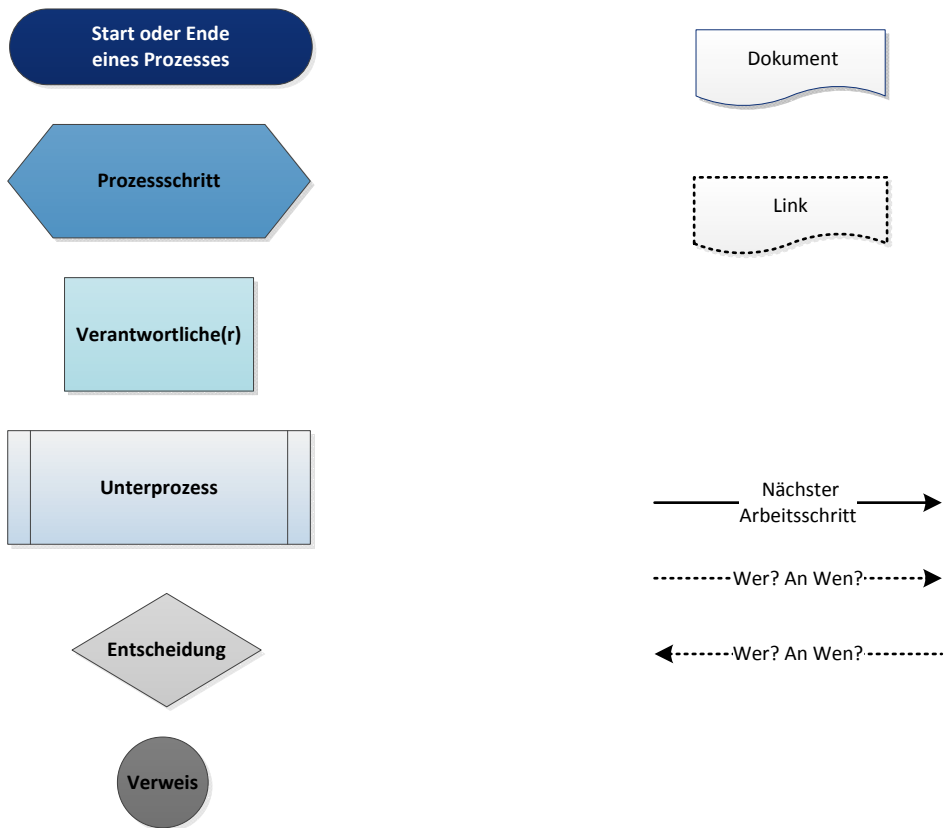 Start oder Ende
eines Prozesses
Prozessschritt
Verantwortliche(r)
Unterprozess
Entscheidung
Verweis
Dokument
Link
Nächster
Arbeitsschritt
Wer? An Wen?
Wer? An Wen?